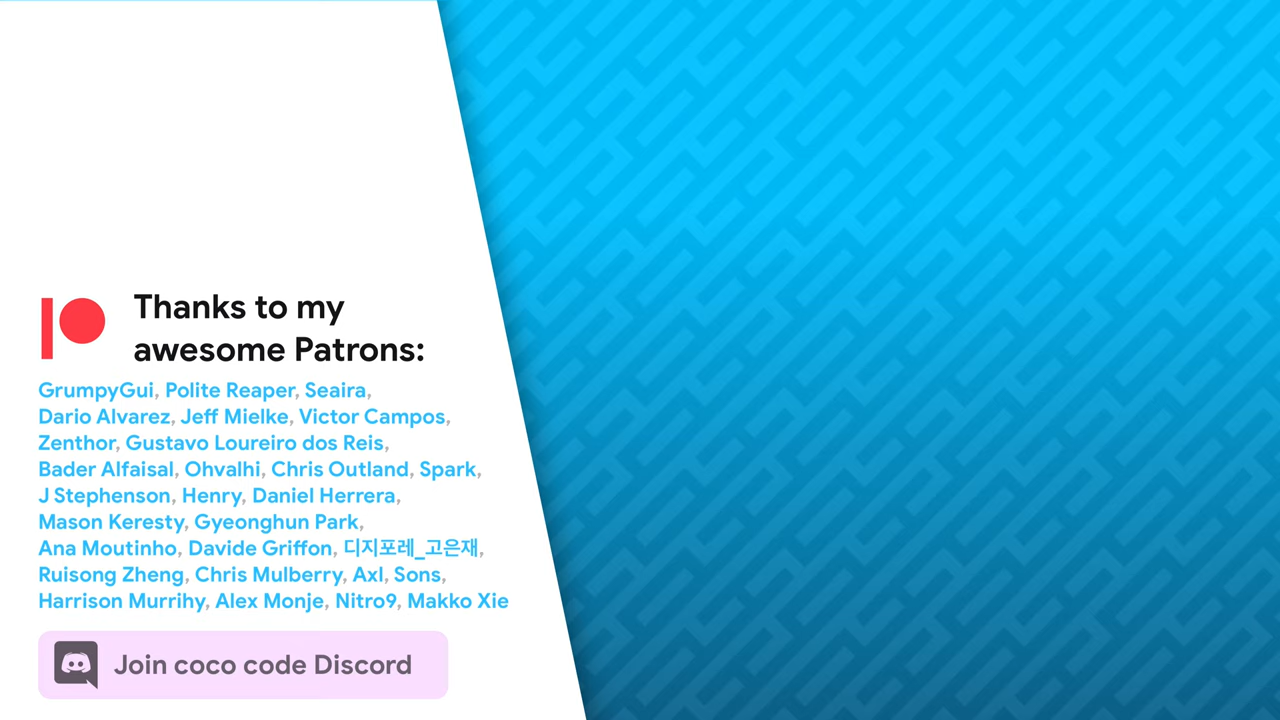 Thanks to my
awesome Patrons:
GrumpyGui, Polite Reaper, Seaira,
Dario Alvarez, Jeff Mielke, Victor Campos,
Zenthor, Gustavo Loureiro dos Reis,
Bader Alfaisal, Ohvalhi, Chris Outland, Spark,
J Stephenson, Henry, Daniel Herrera,
Mason Keresty, Gyeonghun Park,
Ana Moutinho, Davide Griffon, 디지포레_고은재,
Ruisong Zheng, Chris Mulberry, Axl, Sons,
Harrison Murrihy, Alex Monje, Nitro9, Makko Xie
Join coco code Discord